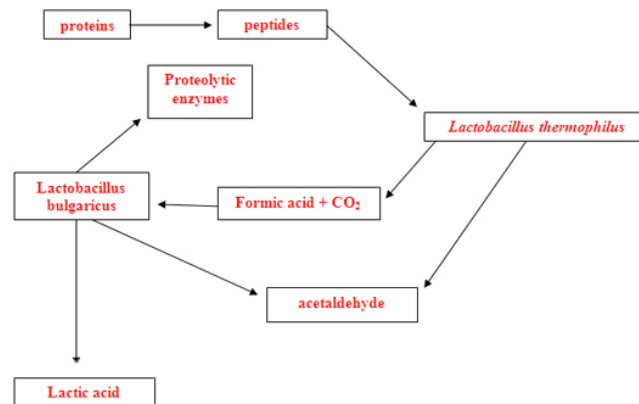 proteins
peptides
Proteolytic
enzymes
Lactobacillus thermophilus
Lactobacillus
bulgaricus
Formic acid + CO₂
acetaldehyde
Lactic acid